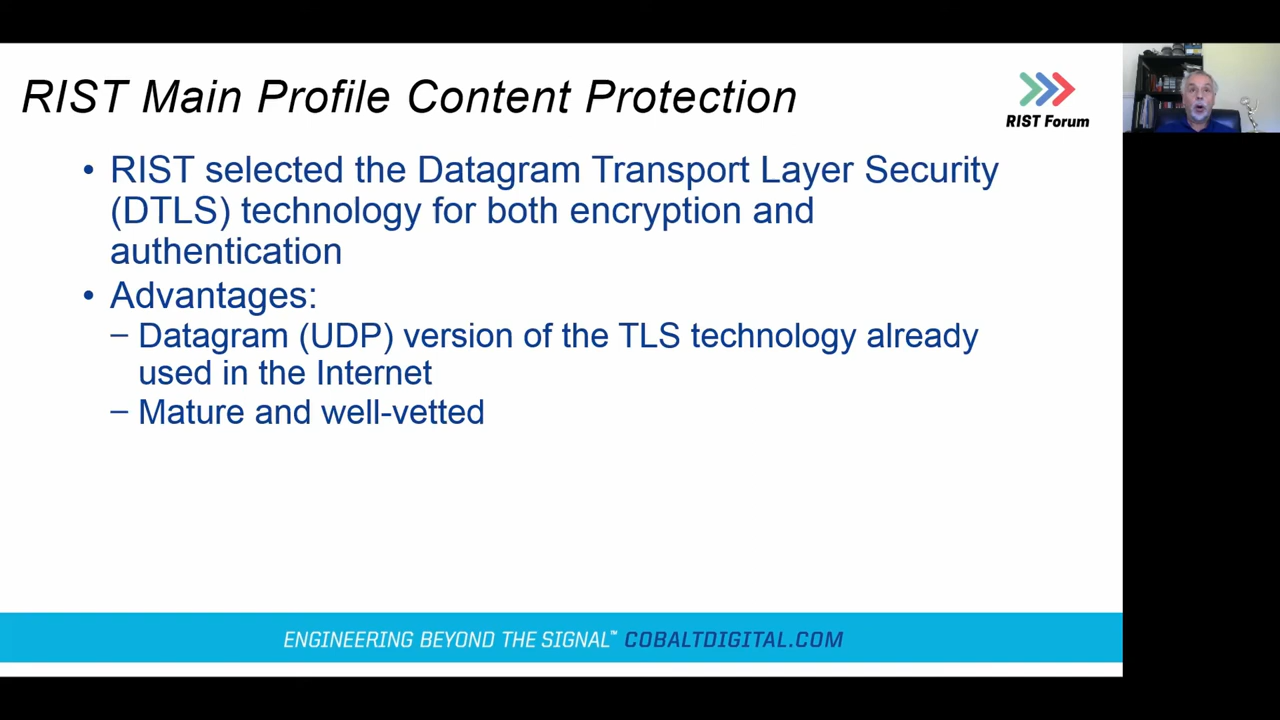 RIST Main Profile Content Protection
RIST Forum
• RIST selected the Datagram Transport Layer Security
(DTLS) technology for both encryption and
authentication
• Advantages:
– Datagram (UDP) version of the TLS technology already
used in the Internet
– Mature and well-vetted
ENGINEERING BEYOND THE SIGNAL™ COBALTDIGITAL.COM